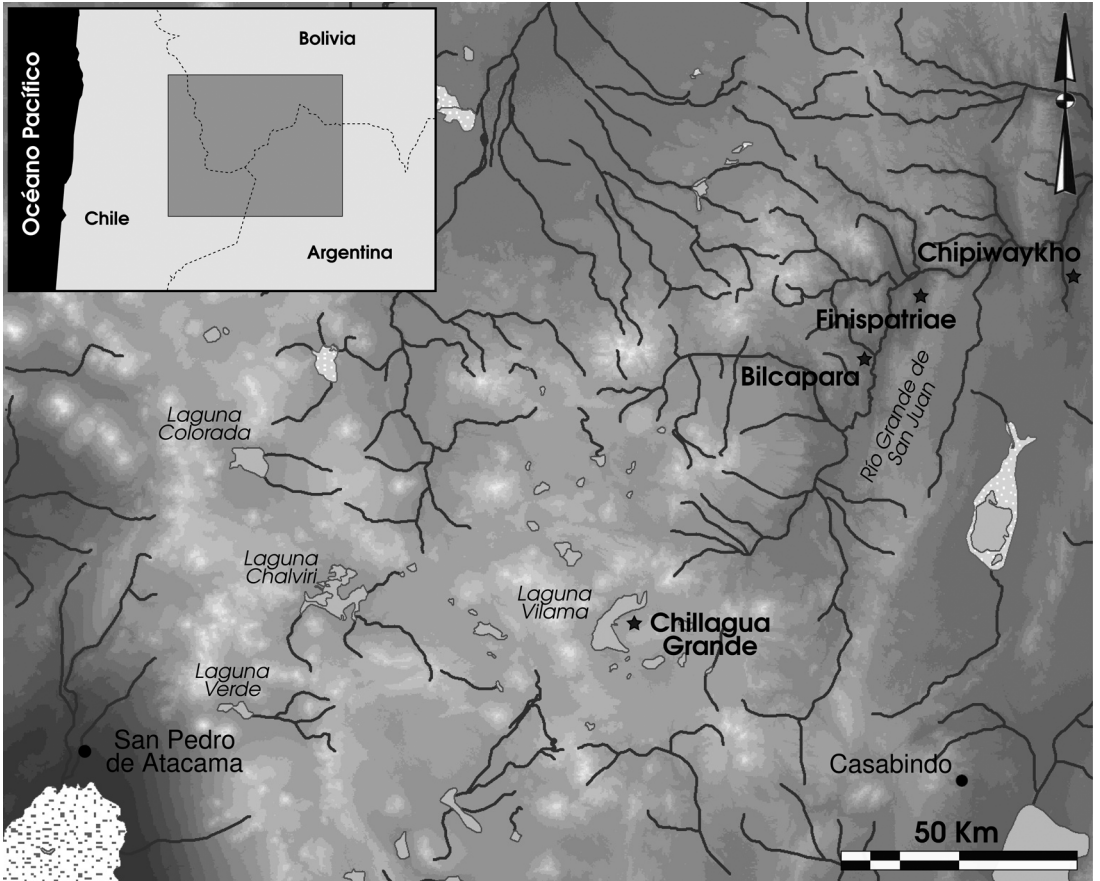 Bolivia
Océano Pacífico
Chile
Argentina
Chipiwaykho
Finispatriae
Bilcapara
Río Grande de
San Juan
Laguna
Colorada
Laguna
Chalviri
Laguna
Vilama
Chillagua
Grande
Laguna
Verde
San Pedro
de Atacama
Casabindo
50 Km